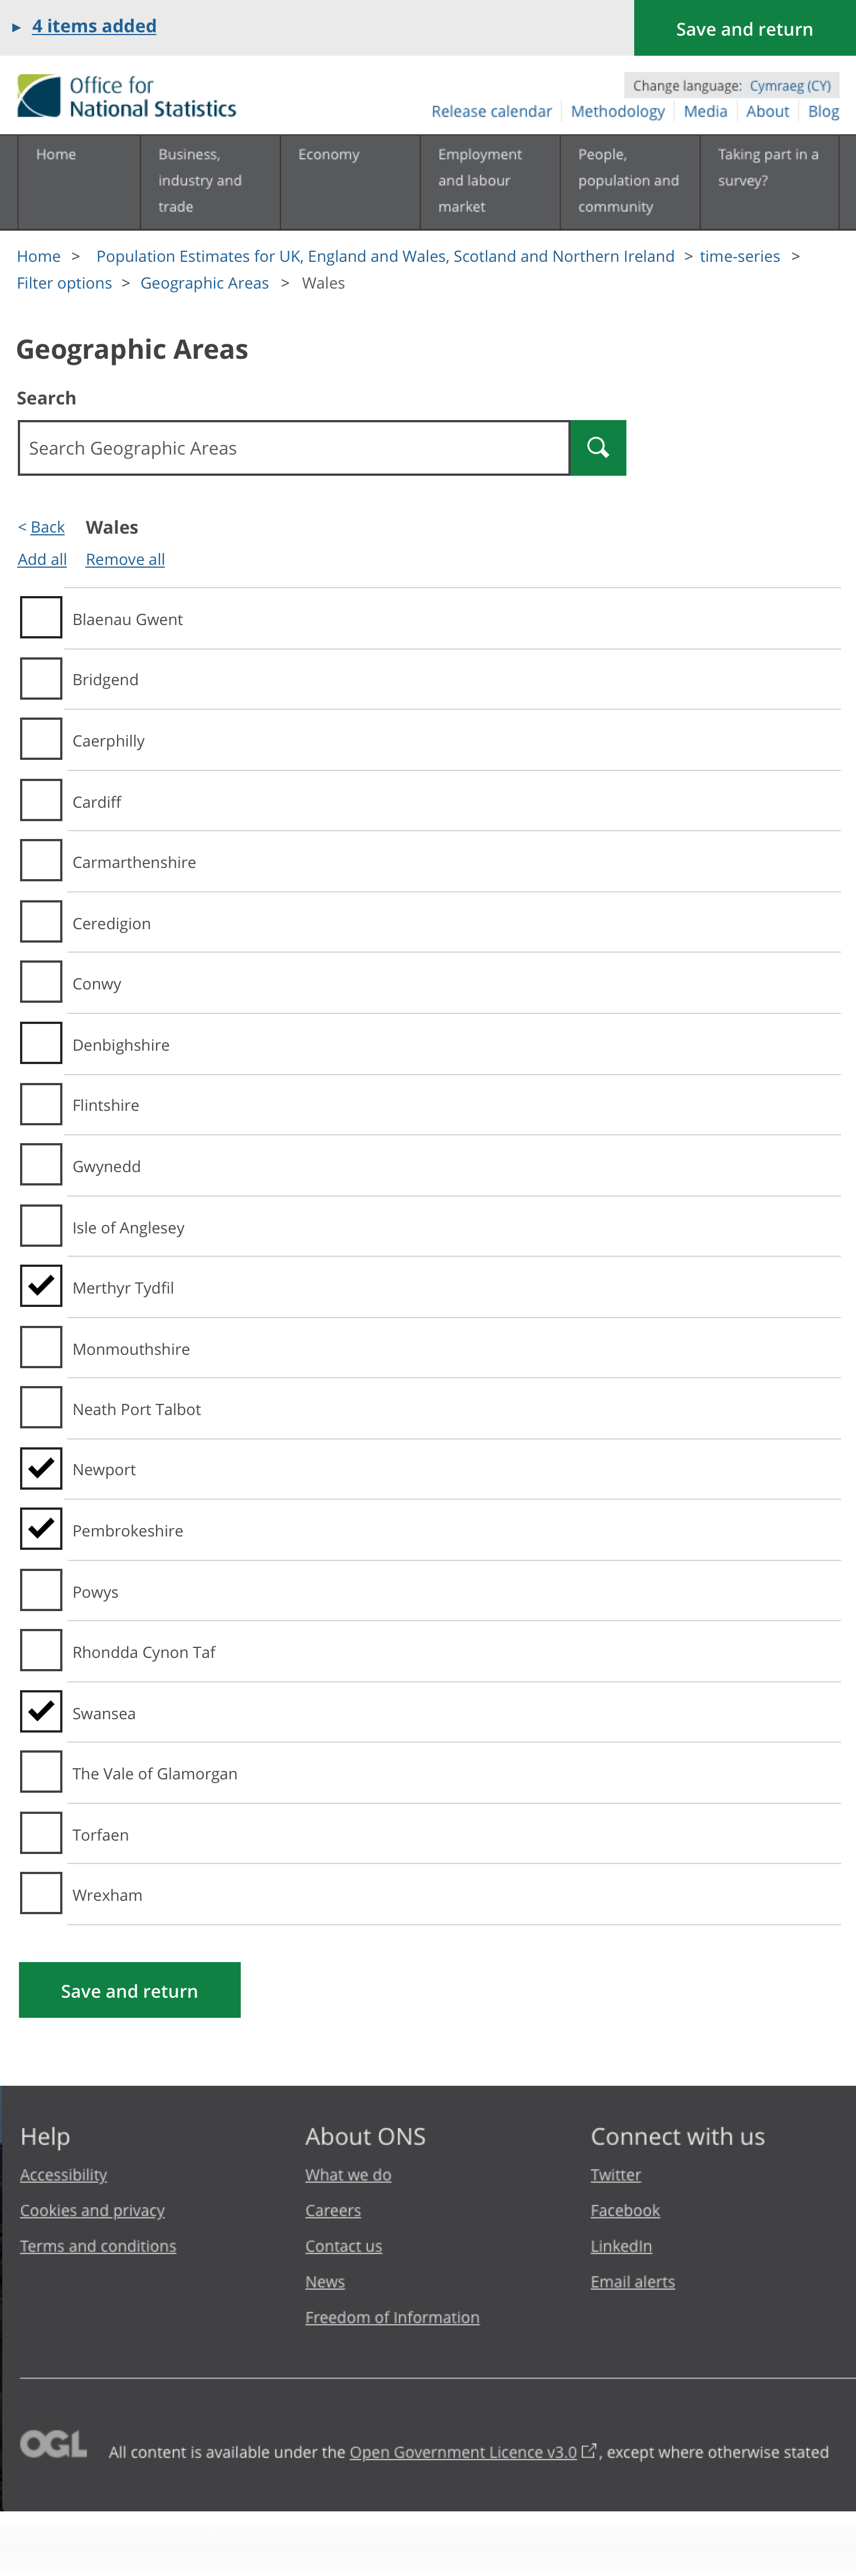 ▸ 4 items added
Save and return
Office for
National Statistics
Change language: Cymraeg (CY)
Release calendar Methodology Media About Blog
Home
Business,
industry and
trade
Economy
Employment
and labour
market
People,
population and
community
Taking part in a
survey?
Home > Population Estimates for UK, England and Wales, Scotland and Northern Ireland > time-series >
Filter options > Geographic Areas > Wales
Geographic Areas
Search
Search Geographic Areas
< Back Wales
Add all Remove all
Blaenau Gwent
Bridgend
Caerphilly
Cardiff
Carmarthenshire
Ceredigion
Conwy
Denbighshire
Flintshire
Gwynedd
Isle of Anglesey
Merthyr Tydfil
Monmouthshire
Neath Port Talbot
Newport
Pembrokeshire
Powys
Rhondda Cynon Taf
Swansea
The Vale of Glamorgan
Torfaen
Wrexham
Save and return
Help
Accessibility
Cookies and privacy
Terms and conditions
About ONS
What we do
Careers
Contact us
News
Freedom of Information
Connect with us
Twitter
Facebook
LinkedIn
Email alerts
OGL All content is available under the Open Government Licence v3.0, except where otherwise stated